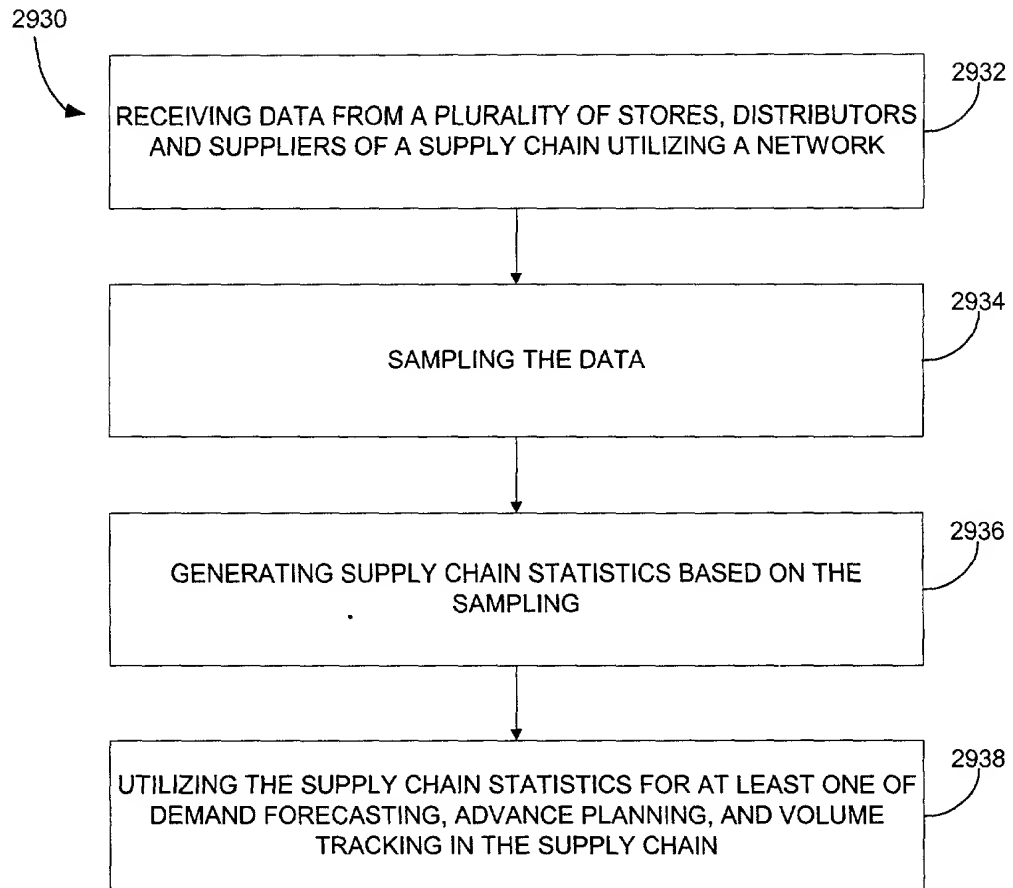 2930
2932
RECEIVING DATA FROM A PLURALITY OF STORES, DISTRIBUTORS
AND SUPPLIERS OF A SUPPLY CHAIN UTILIZING A NETWORK
2934
SAMPLING THE DATA
2936
GENERATING SUPPLY CHAIN STATISTICS BASED ON THE
SAMPLING
2938
UTILIZING THE SUPPLY CHAIN STATISTICS FOR AT LEAST ONE OF
DEMAND FORECASTING, ADVANCE PLANNING, AND VOLUME
TRACKING IN THE SUPPLY CHAIN